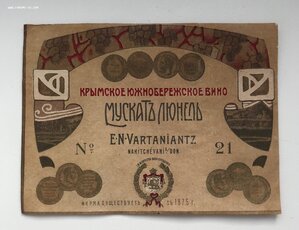 КРЫМСКОЕ ЮЖНОБЕРЕЖСКОЕ ВИНО
МУСКАТЪ ЛЮНЕЛЬ
E·N·VARTANIANTZ
NAKHITCHEVAN S/DON
№ 21
ФИРМА СУЩЕСТВУЕТЪ СЪ 1875 г.